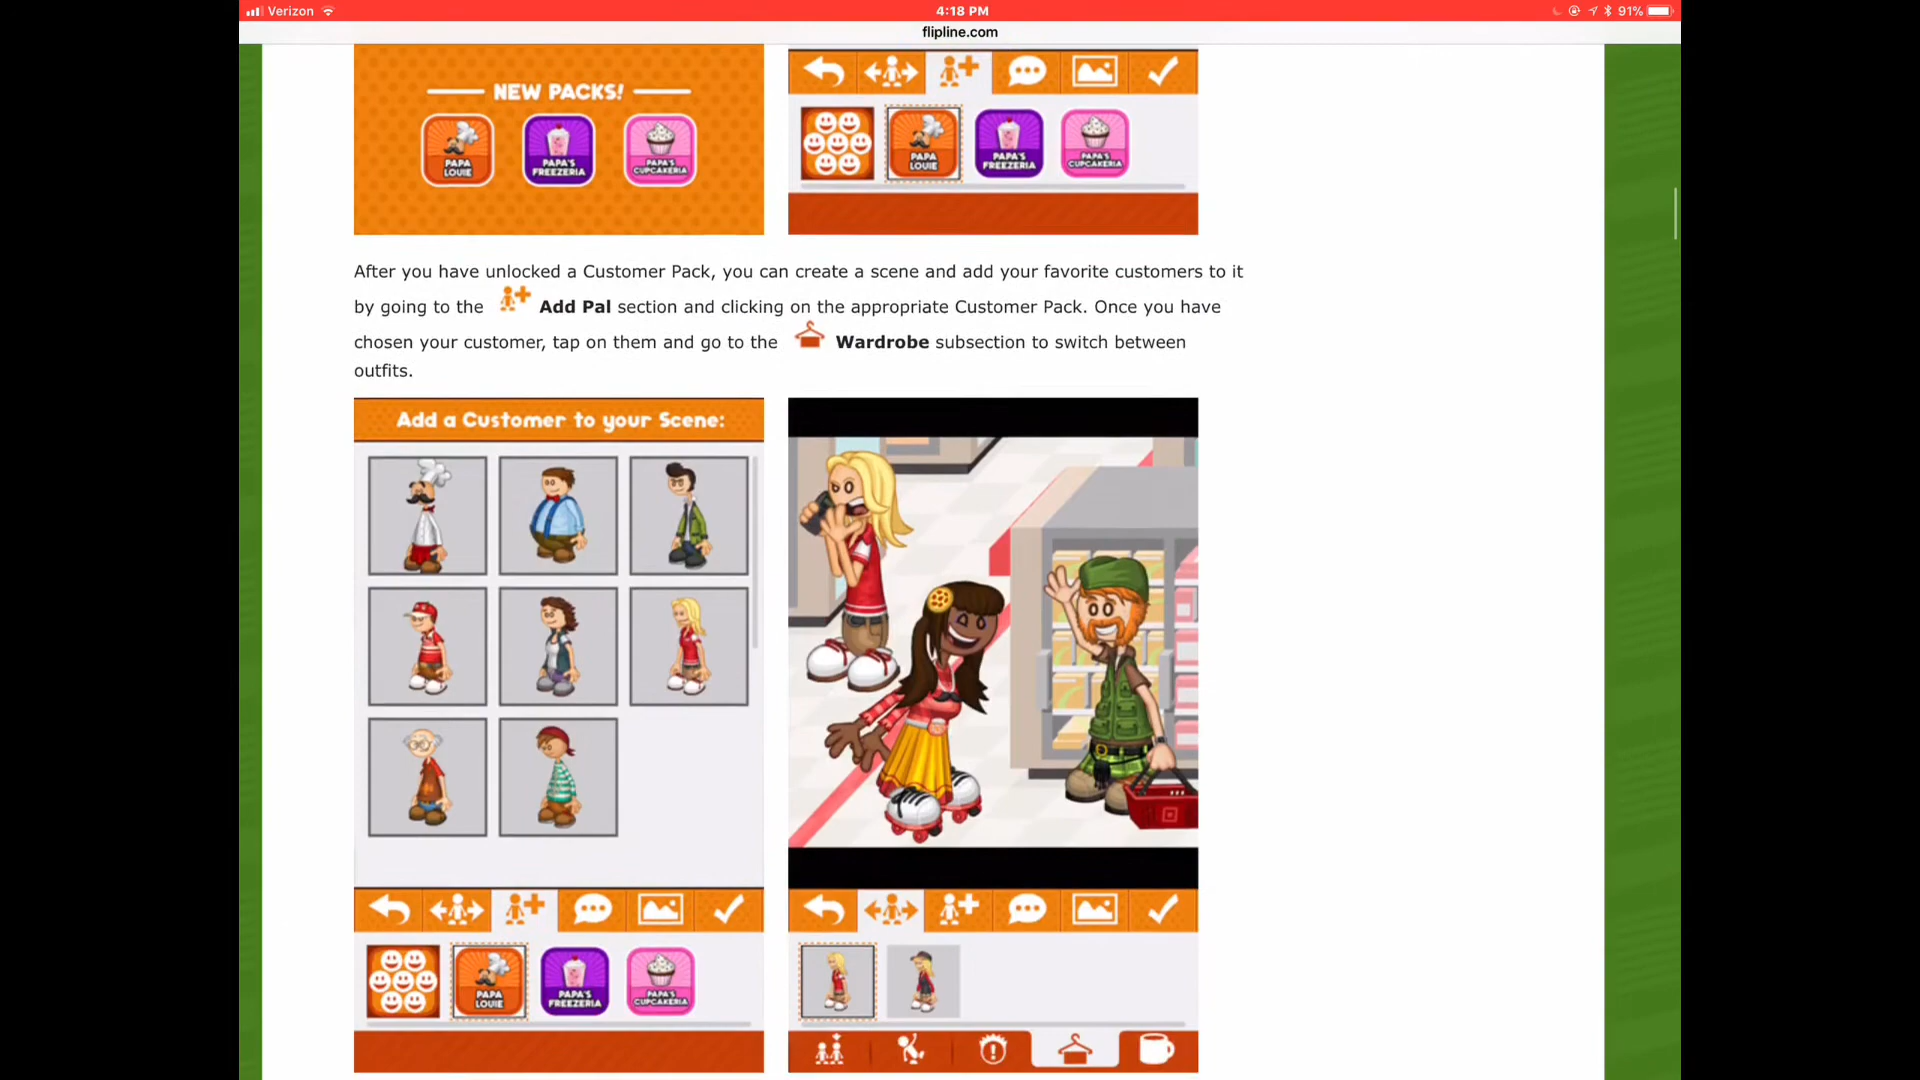 Verizon
4:18 PM
91%
flipline.com
NEW PACKS!
PAPA LOUIE
PAPA'S FREEZERIA
PAPA'S CUPCAKERIA
PAPA LOUIE
PAPA'S FREEZERIA
PAPA'S CUPCAKERIA
After you have unlocked a Customer Pack, you can create a scene and add your favorite customers to it
by going to the Add Pal section and clicking on the appropriate Customer Pack. Once you have
chosen your customer, tap on them and go to the Wardrobe subsection to switch between
outfits.
Add a Customer to your Scene:
PAPA LOUIE
PAPA'S FREEZERIA
PAPA'S CUPCAKERIA